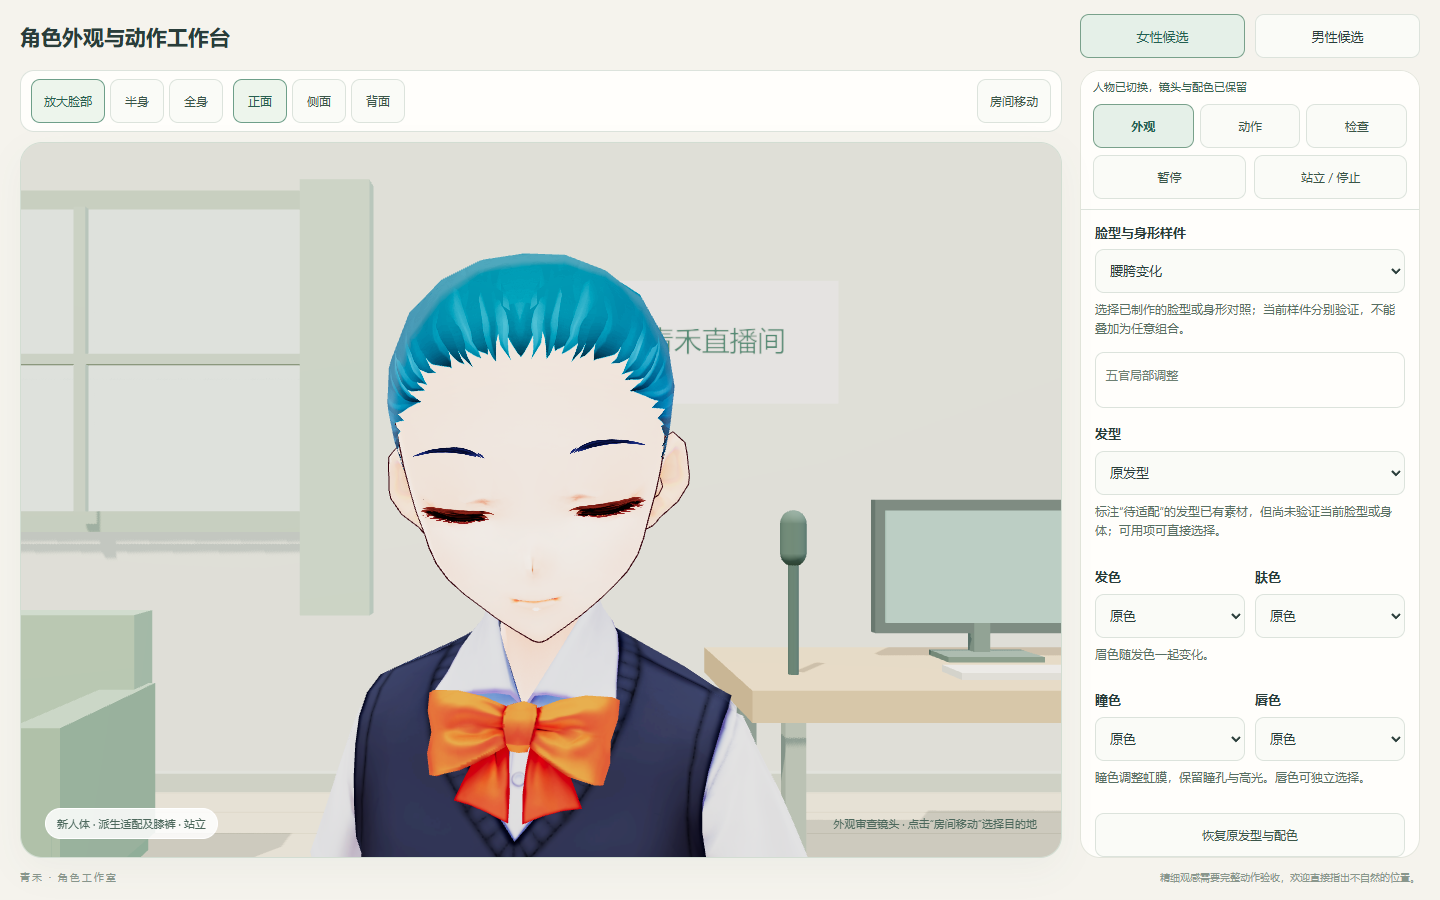 角色外观与动作工作台
女性候选
男性候选
放大脸部
半身
全身
正面
侧面
背面
房间移动
人物已切换，镜头与配色已保留
外观
动作
检查
暂停
站立 / 停止
禾直播间
脸型与身形样件
腰胯变化
选择已制作的脸型或身形对照；当前样件分别验证，不能
叠加为任意组合。
五官局部调整
发型
原发型
标注“待适配”的发型已有素材，但尚未验证当前脸型或身
体；可用项可直接选择。
发色
肤色
原色
原色
眉色随发色一起变化。
瞳色
唇色
原色
原色
瞳色调整虹膜，保留瞳孔与高光。唇色可独立选择。
恢复原发型与配色
新人体 · 派生适配及膝裤 · 站立
外观审查镜头 · 点击“房间移动”选择目的地
青禾 · 角色工作室
精细观感需要完整动作验收，欢迎直接指出不自然的位置。